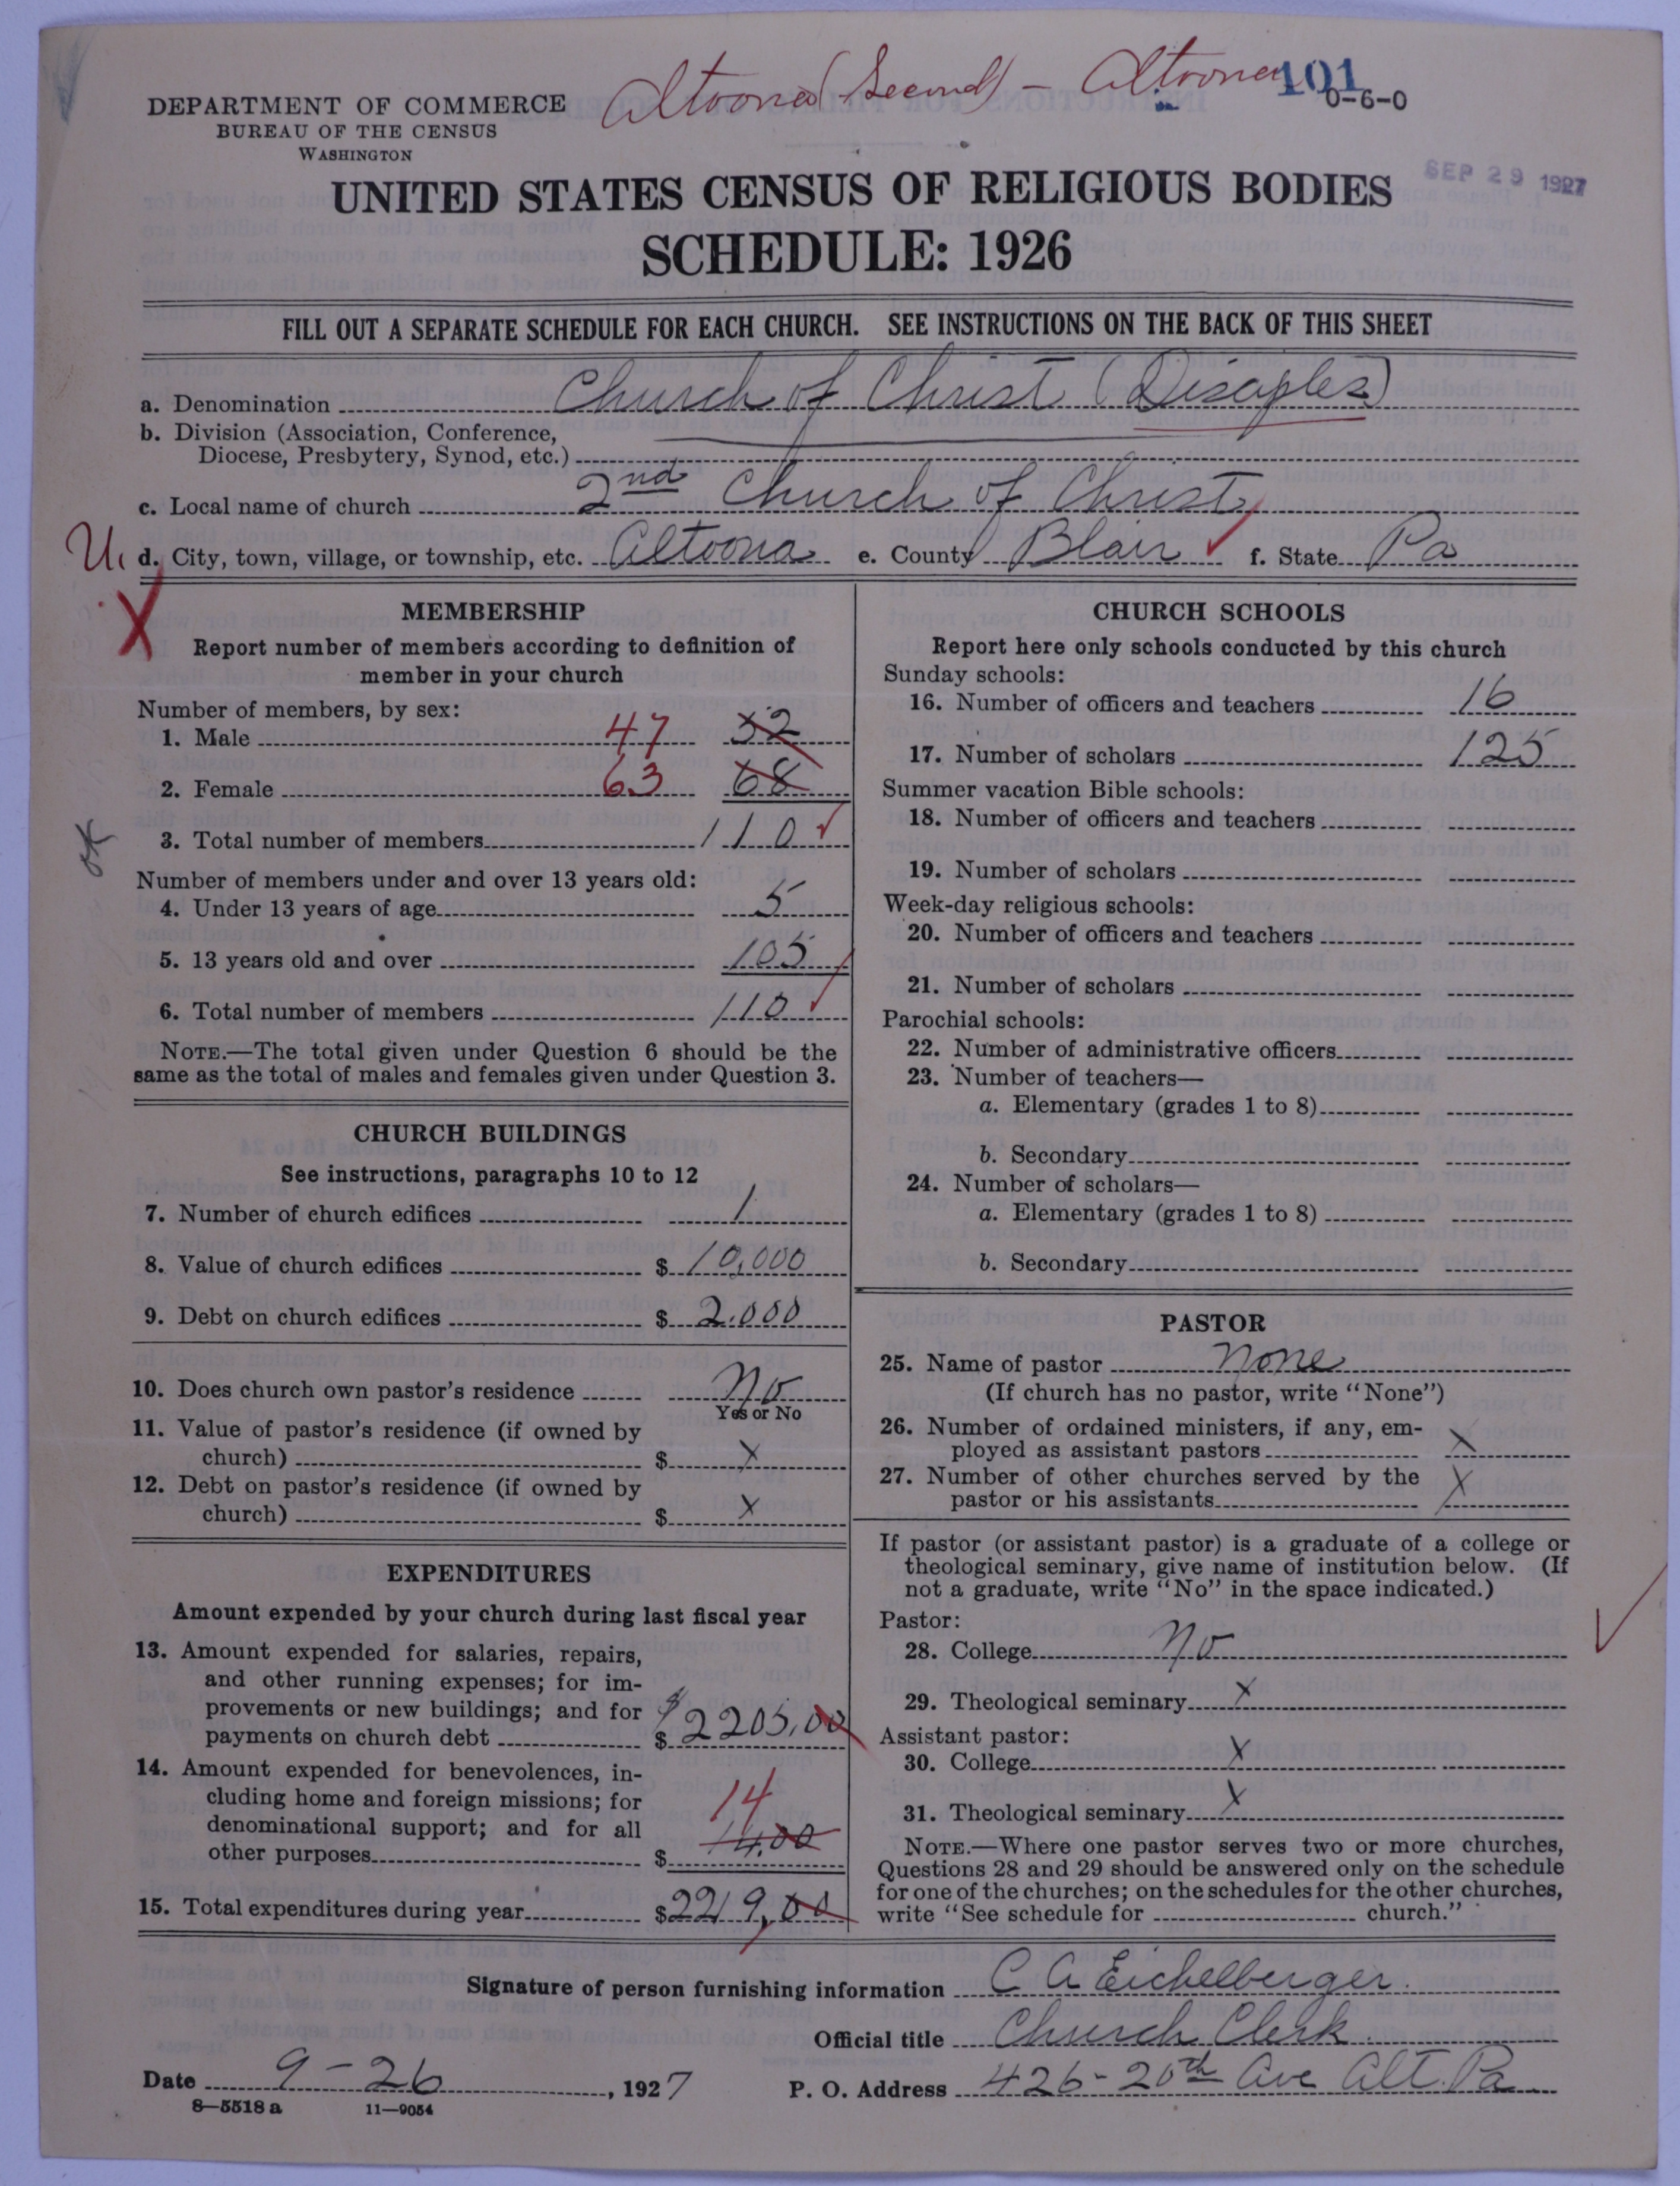 Altoona (Second) - Altoona
101
0-6-0
DEPARTMENT OF COMMERCE
BUREAU OF THE CENSUS
WASHINGTON
SEP 29 1927
UNITED STATES CENSUS OF RELIGIOUS BODIES
SCHEDULE: 1926
FILL OUT A SEPARATE SCHEDULE FOR EACH CHURCH. SEE INSTRUCTIONS ON THE BACK OF THIS SHEET
a. Denomination Church of Christ (Disciples)
b. Division (Association, Conference,
Diocese, Presbytery, Synod, etc.)
c. Local name of church 2nd Church of Christ
U. d. City, town, village, or township, etc. Altoona e. County Blair f. State Pa
X
MEMBERSHIP
Report number of members according to definition of
member in your church
Number of members, by sex:
1. Male 47 52
2. Female 63 68
3. Total number of members 110
ok
Number of members under and over 13 years old:
4. Under 13 years of age 5
5. 13 years old and over 105
6. Total number of members 110
NOTE.—The total given under Question 6 should be the
same as the total of males and females given under Question 3.
CHURCH BUILDINGS
See instructions, paragraphs 10 to 12
7. Number of church edifices 1
8. Value of church edifices $ 10,000
9. Debt on church edifices $ 2.000
10. Does church own pastor's residence No
Yes or No
11. Value of pastor's residence (if owned by
church) $ X
12. Debt on pastor's residence (if owned by
church) $ X
EXPENDITURES
Amount expended by your church during last fiscal year
13. Amount expended for salaries, repairs,
and other running expenses; for im-
provements or new buildings; and for
payments on church debt $ $2205.00
14. Amount expended for benevolences, in-
cluding home and foreign missions; for
denominational support; and for all
other purposes $ 14 14.00
15. Total expenditures during year $2219,00
CHURCH SCHOOLS
Report here only schools conducted by this church
Sunday schools:
16. Number of officers and teachers 16
17. Number of scholars 125
Summer vacation Bible schools:
18. Number of officers and teachers
19. Number of scholars
Week-day religious schools:
20. Number of officers and teachers
21. Number of scholars
Parochial schools:
22. Number of administrative officers
23. Number of teachers—
a. Elementary (grades 1 to 8)
b. Secondary
24. Number of scholars—
a. Elementary (grades 1 to 8)
b. Secondary
PASTOR
25. Name of pastor none
(If church has no pastor, write "None")
26. Number of ordained ministers, if any, em-
ployed as assistant pastors X
27. Number of other churches served by the
pastor or his assistants X
If pastor (or assistant pastor) is a graduate of a college or
theological seminary, give name of institution below. (If
not a graduate, write "No" in the space indicated.)
Pastor:
28. College No
29. Theological seminary X
Assistant pastor:
30. College X
31. Theological seminary X
NOTE.—Where one pastor serves two or more churches,
Questions 28 and 29 should be answered only on the schedule
for one of the churches; on the schedules for the other churches,
write "See schedule for church."
Signature of person furnishing information C A Eichelberger.
Official title Church Clerk
Date 9-26, 1927 P. O. Address 426-20th Ave Alt. Pa
8—5518 a 11—9054